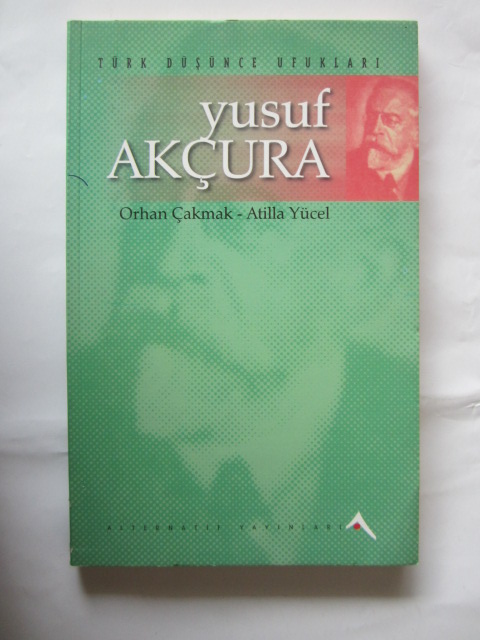 TÜRK DÜŞÜNCE UFUKLARI
yusuf
AKÇURA
Orhan Çakmak - Atilla Yücel
ALTERNATİF YAYINLARI